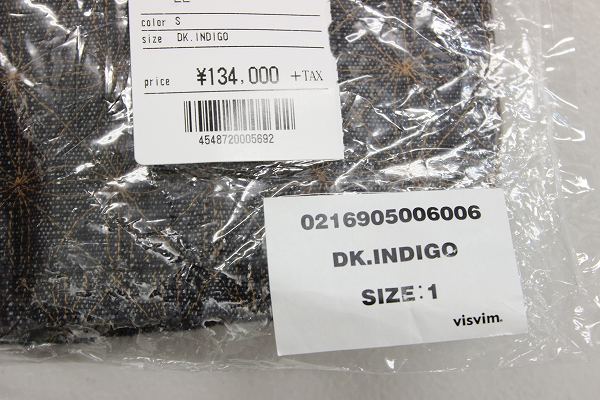 color S
size DK.INDIGO
price ¥134,000 +TAX
4548720005692
0216905006006
DK.INDIGO
SIZE:1
visvim.